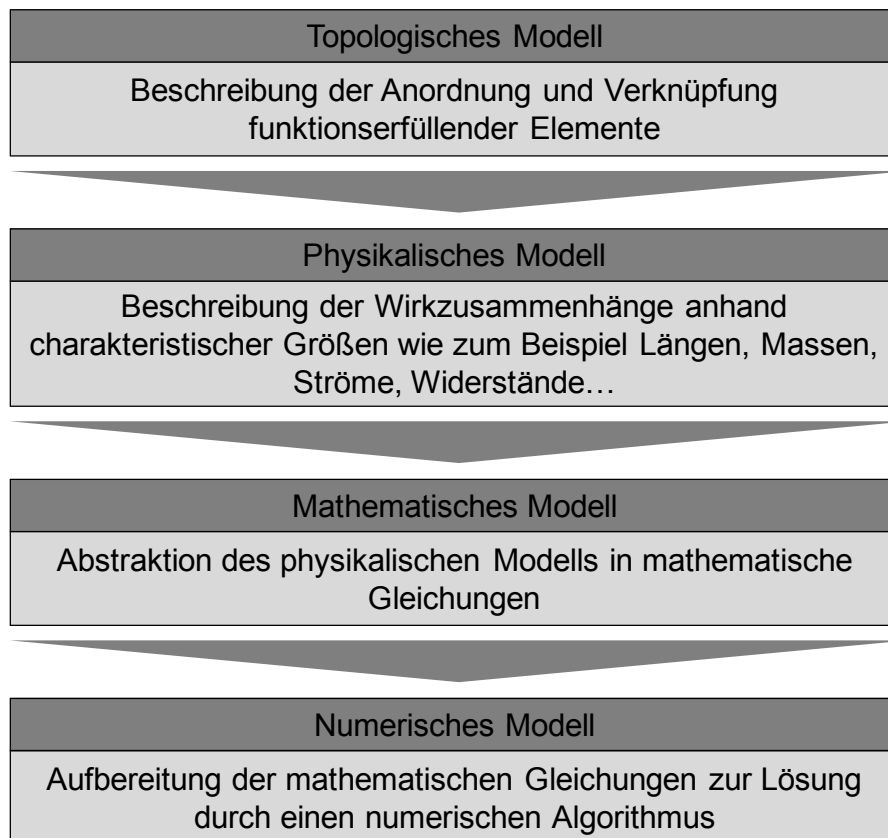 Topologisches Modell
Beschreibung der Anordnung und Verknüpfung
funktionserfüllender Elemente
Physikalisches Modell
Beschreibung der Wirkzusammenhänge anhand
charakteristischer Größen wie zum Beispiel Längen, Massen,
Ströme, Widerstände…
Mathematisches Modell
Abstraktion des physikalischen Modells in mathematische
Gleichungen
Numerisches Modell
Aufbereitung der mathematischen Gleichungen zur Lösung
durch einen numerischen Algorithmus